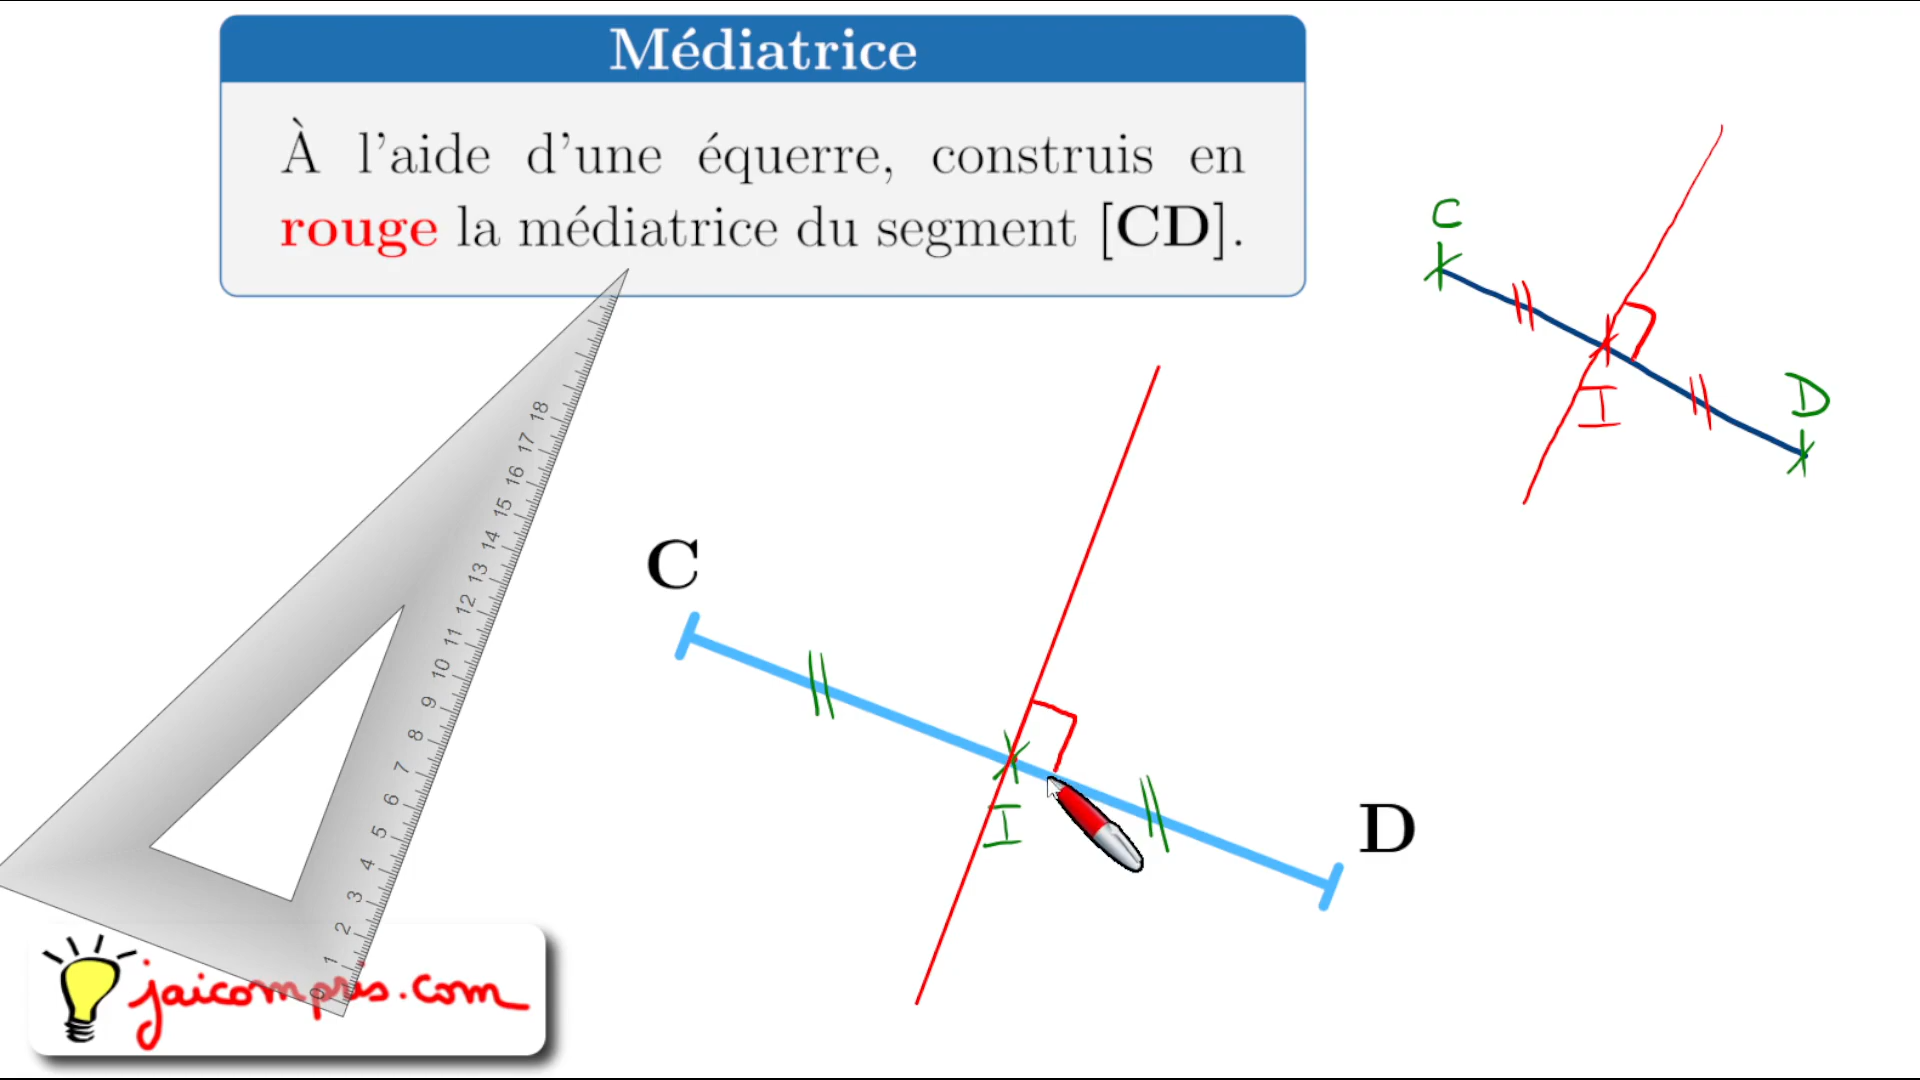 Médiatrice
À l'aide d'une équerre, construis en
rouge la médiatrice du segment [CD].
C
I
D
C
I
D
18
17
16
15
14
13
12
11
10
9
8
7
6
5
4
3
2
1
0
jaicompris.com